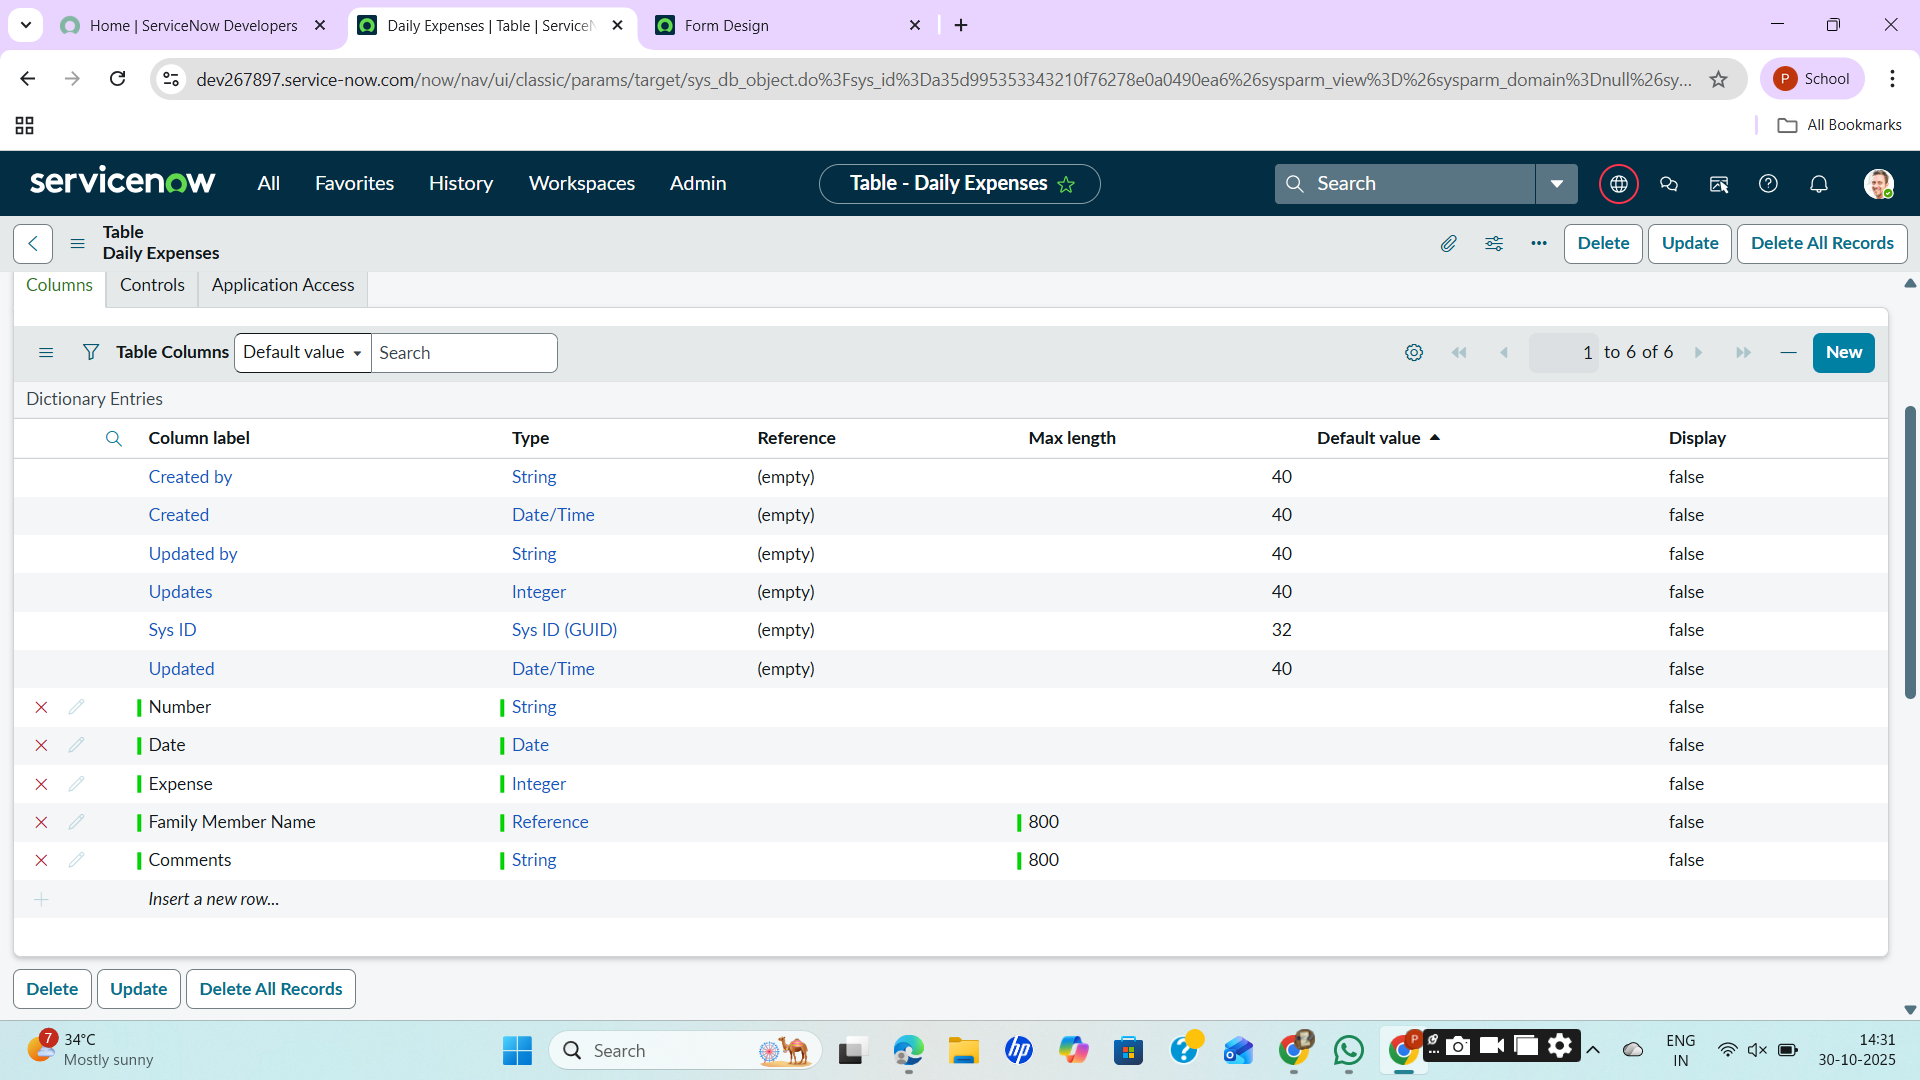 Home | ServiceNow Developers
Daily Expenses | Table | ServiceN
Form Design
dev267897.service-now.com/now/nav/ui/classic/params/target/sys_db_object.do%3Fsys_id%3Da35d995353343210f76278e0a0490ea6%26sysparm_view%3D%26sysparm_domain%3Dnull%26sy...
P School
All Bookmarks
servicenow All Favorites History Workspaces Admin Table - Daily Expenses Search
Table
Daily Expenses
Delete Update Delete All Records
Columns Controls Application Access
Table Columns Default value Search 1 to 6 of 6 New
Dictionary Entries
Column label Type Reference Max length Default value Display
Created by String (empty) 40 false
Created Date/Time (empty) 40 false
Updated by String (empty) 40 false
Updates Integer (empty) 40 false
Sys ID Sys ID (GUID) (empty) 32 false
Updated Date/Time (empty) 40 false
Number String false
Date Date false
Expense Integer false
Family Member Name Reference 800 false
Comments String 800 false
Insert a new row...
Delete Update Delete All Records
7 34°C
Mostly sunny
Search
hp
P
ENG
IN
14:31
30-10-2025